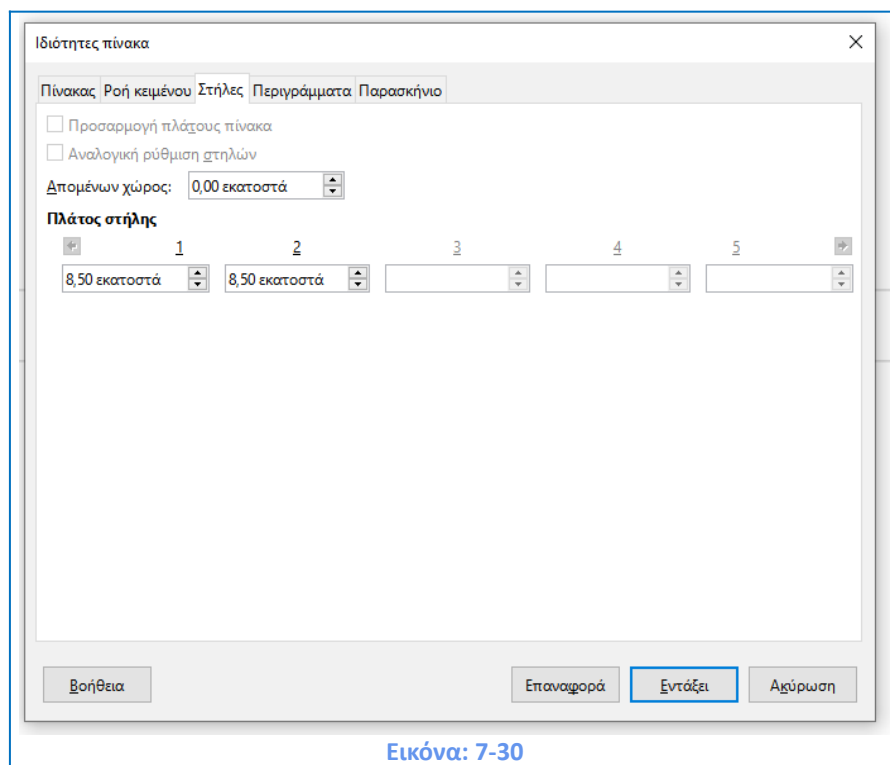 Ιδιότητες πίνακα
Πίνακας Ροή κειμένου Στήλες Περιγράμματα Παρασκήνιο
Προσαρμογή πλάτους πίνακα
Αναλογική ρύθμιση στηλών
Απομένων χώρος: 0,00 εκατοστά
Πλάτος στήλης
1 2 3 4 5
8,50 εκατοστά 8,50 εκατοστά
Βοήθεια Επαναφορά Εντάξει Ακύρωση
Εικόνα: 7-30